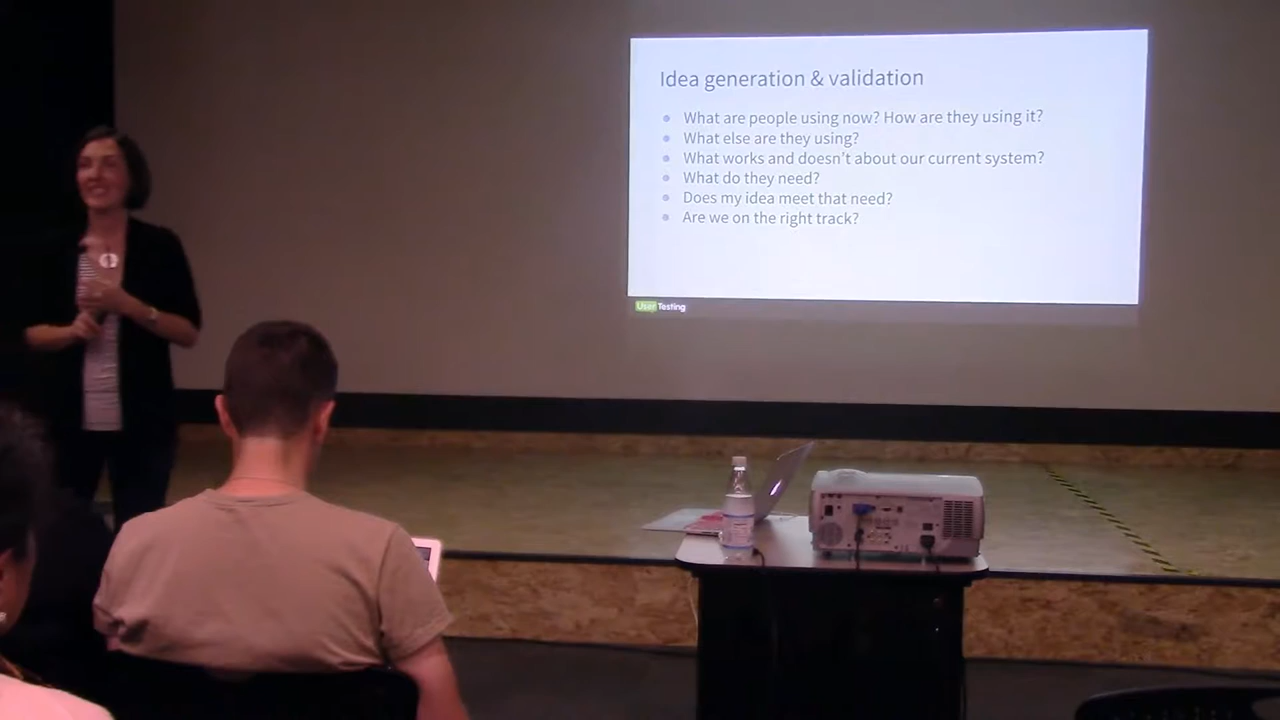 Idea generation & validation
What are people using now? How are they using it?
What else are they using?
What works and doesn't about our current system?
What do they need?
Does my idea meet that need?
Are we on the right track?
UserTesting